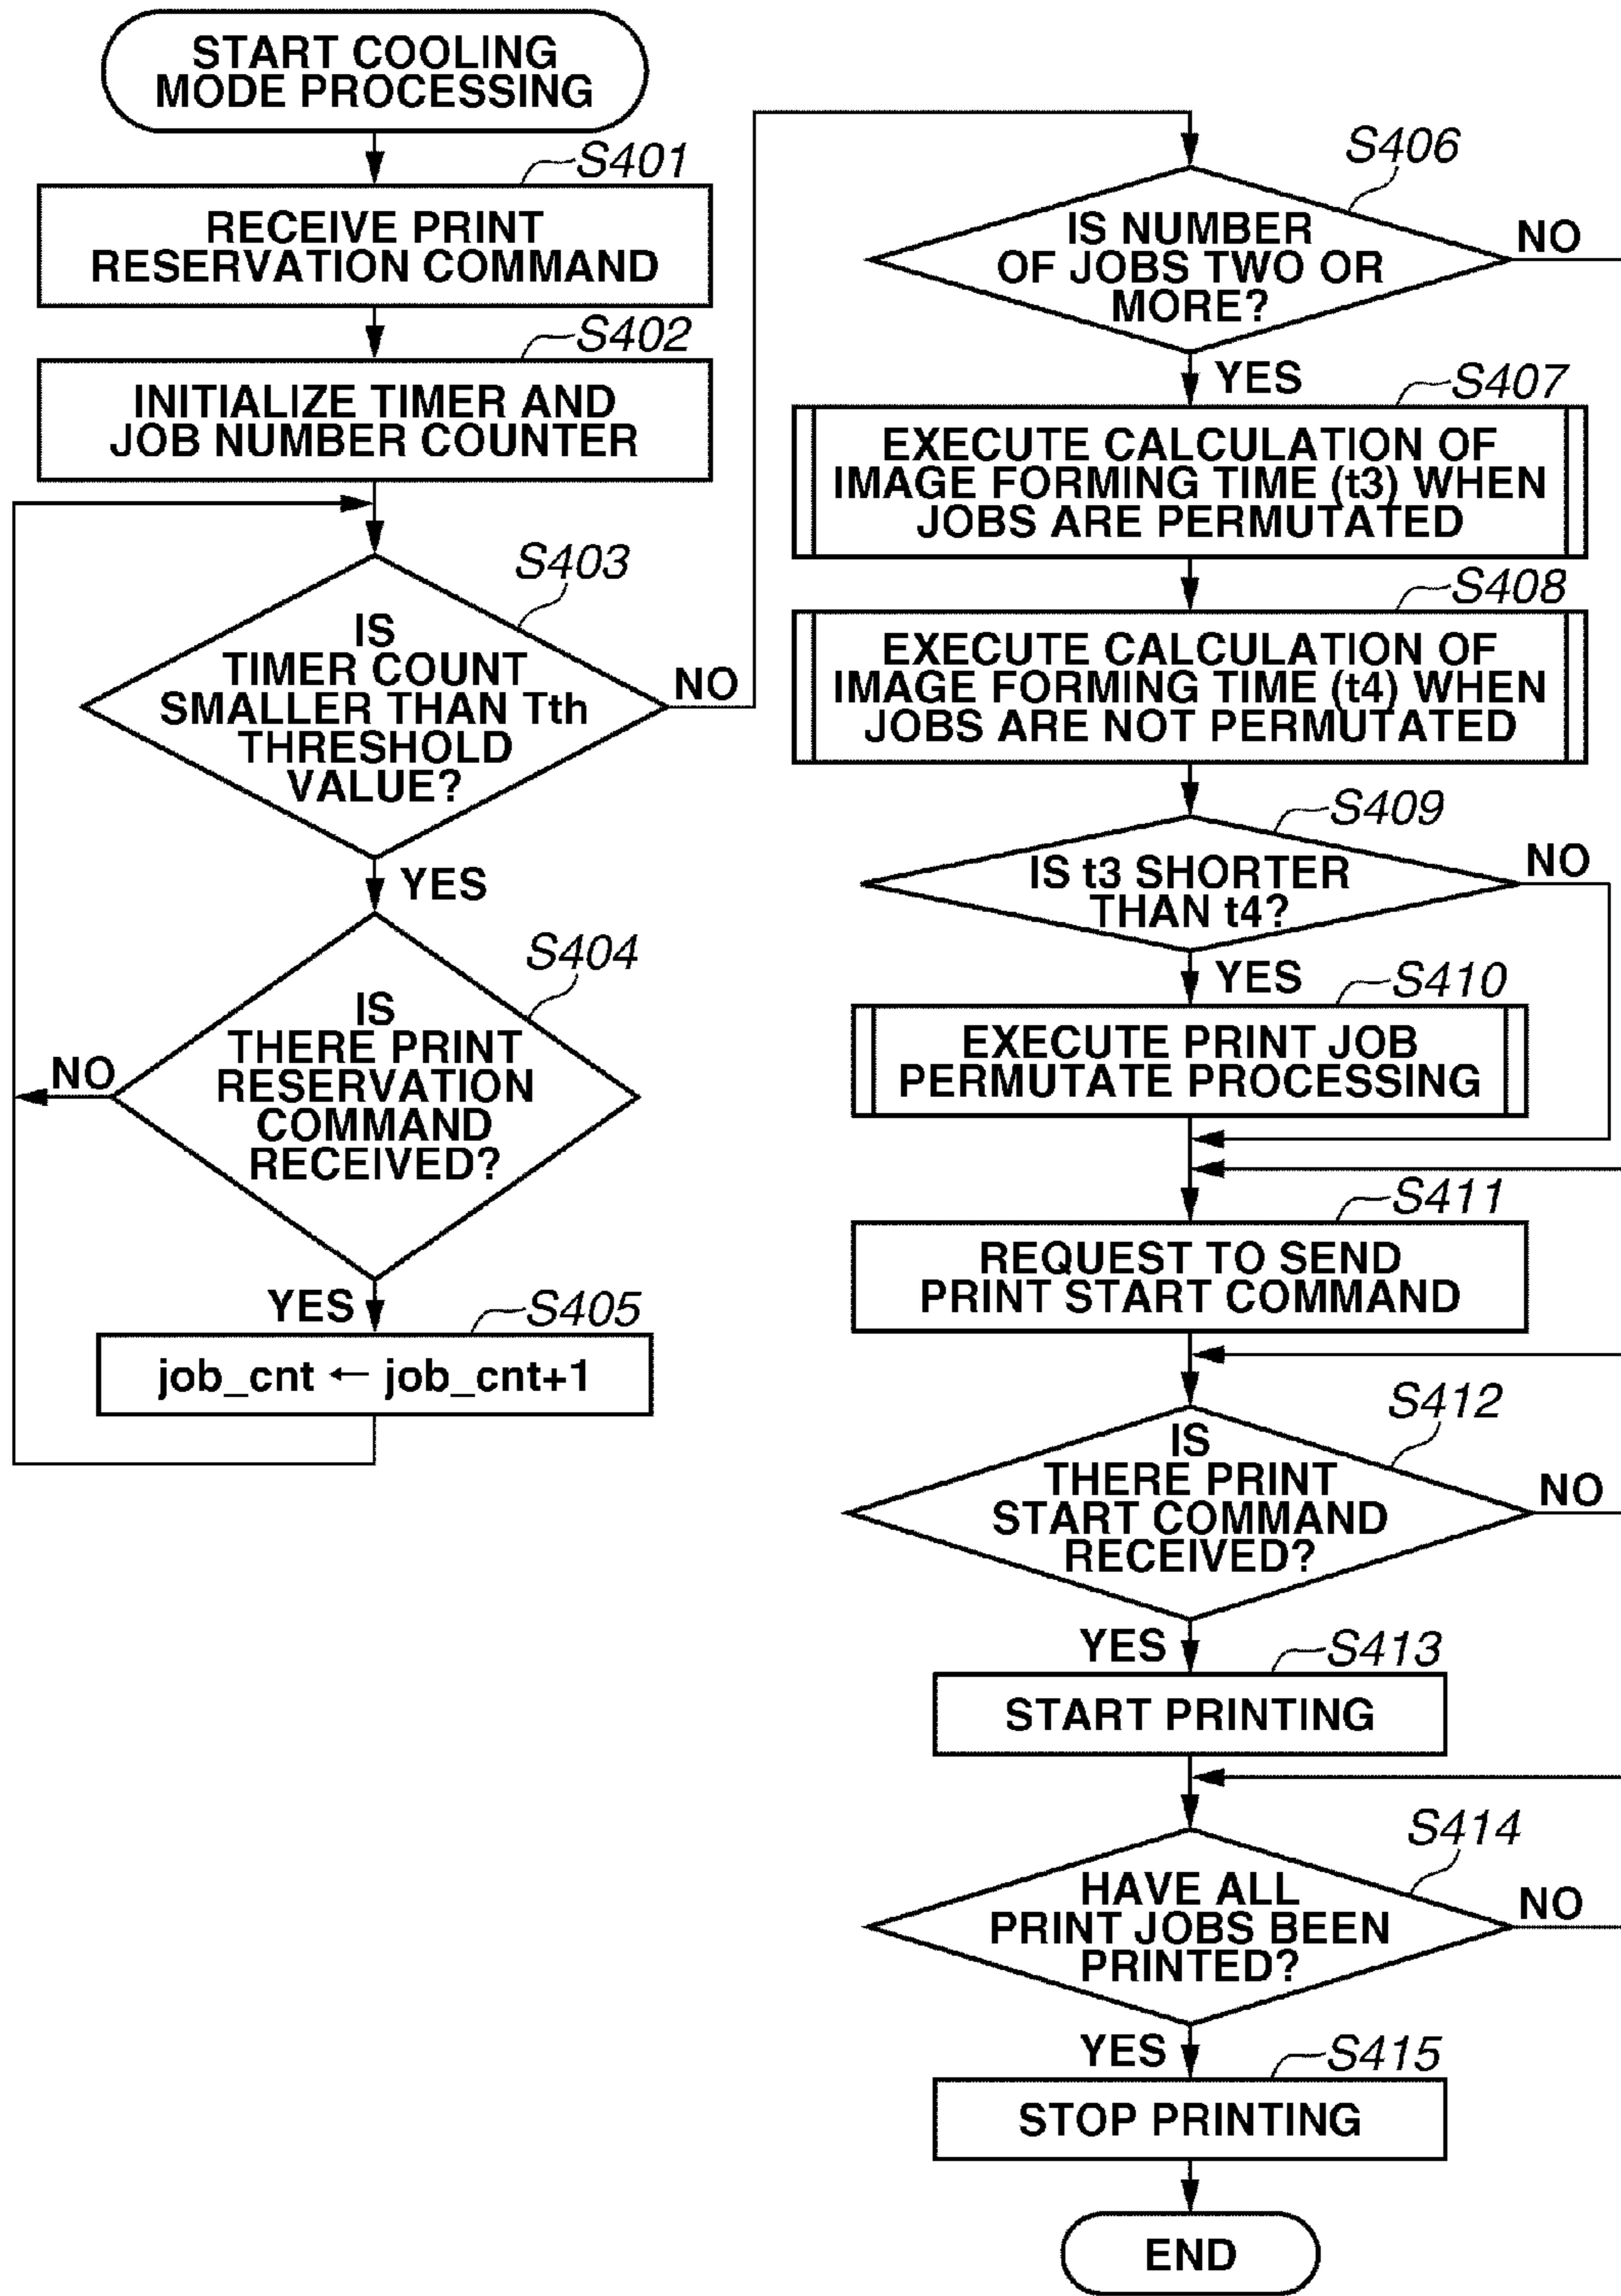 START COOLING
MODE PROCESSING
S401
RECEIVE PRINT
RESERVATION COMMAND
S402
INITIALIZE TIMER AND
JOB NUMBER COUNTER
S403
IS
TIMER COUNT
SMALLER THAN Tth
THRESHOLD
VALUE?
NO
YES
S404
IS
THERE PRINT
RESERVATION
COMMAND
RECEIVED?
NO
YES
S405
job_cnt ← job_cnt+1
S406
IS NUMBER
OF JOBS TWO OR
MORE?
NO
YES
S407
EXECUTE CALCULATION OF
IMAGE FORMING TIME (t3) WHEN
JOBS ARE PERMUTATED
S408
EXECUTE CALCULATION OF
IMAGE FORMING TIME (t4) WHEN
JOBS ARE NOT PERMUTATED
S409
IS t3 SHORTER
THAN t4?
NO
YES
S410
EXECUTE PRINT JOB
PERMUTATE PROCESSING
S411
REQUEST TO SEND
PRINT START COMMAND
S412
IS
THERE PRINT
START COMMAND
RECEIVED?
NO
YES
S413
START PRINTING
S414
HAVE ALL
PRINT JOBS BEEN
PRINTED?
NO
YES
S415
STOP PRINTING
END